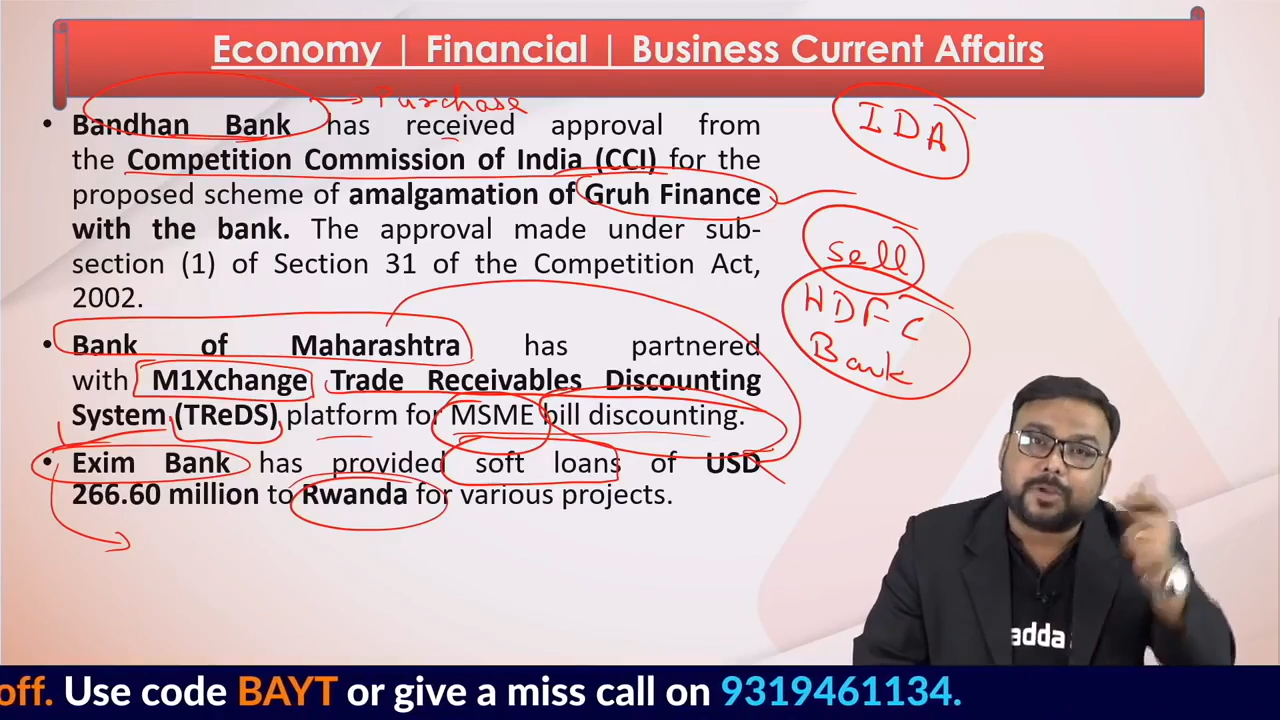 Economy | Financial | Business Current Affairs
Purchase
IDA
• Bandhan Bank has received approval from
the Competition Commission of India (CCI) for the
proposed scheme of amalgamation of Gruh Finance
with the bank. The approval made under sub-
section (1) of Section 31 of the Competition Act,
2002.
sell
HDFC
Bank
• Bank of Maharashtra has partnered
with M1Xchange Trade Receivables Discounting
System (TReDS) platform for MSME bill discounting.
• Exim Bank has provided soft loans of USD
266.60 million to Rwanda for various projects.
adda
off. Use code BAYT or give a miss call on 9319461134.